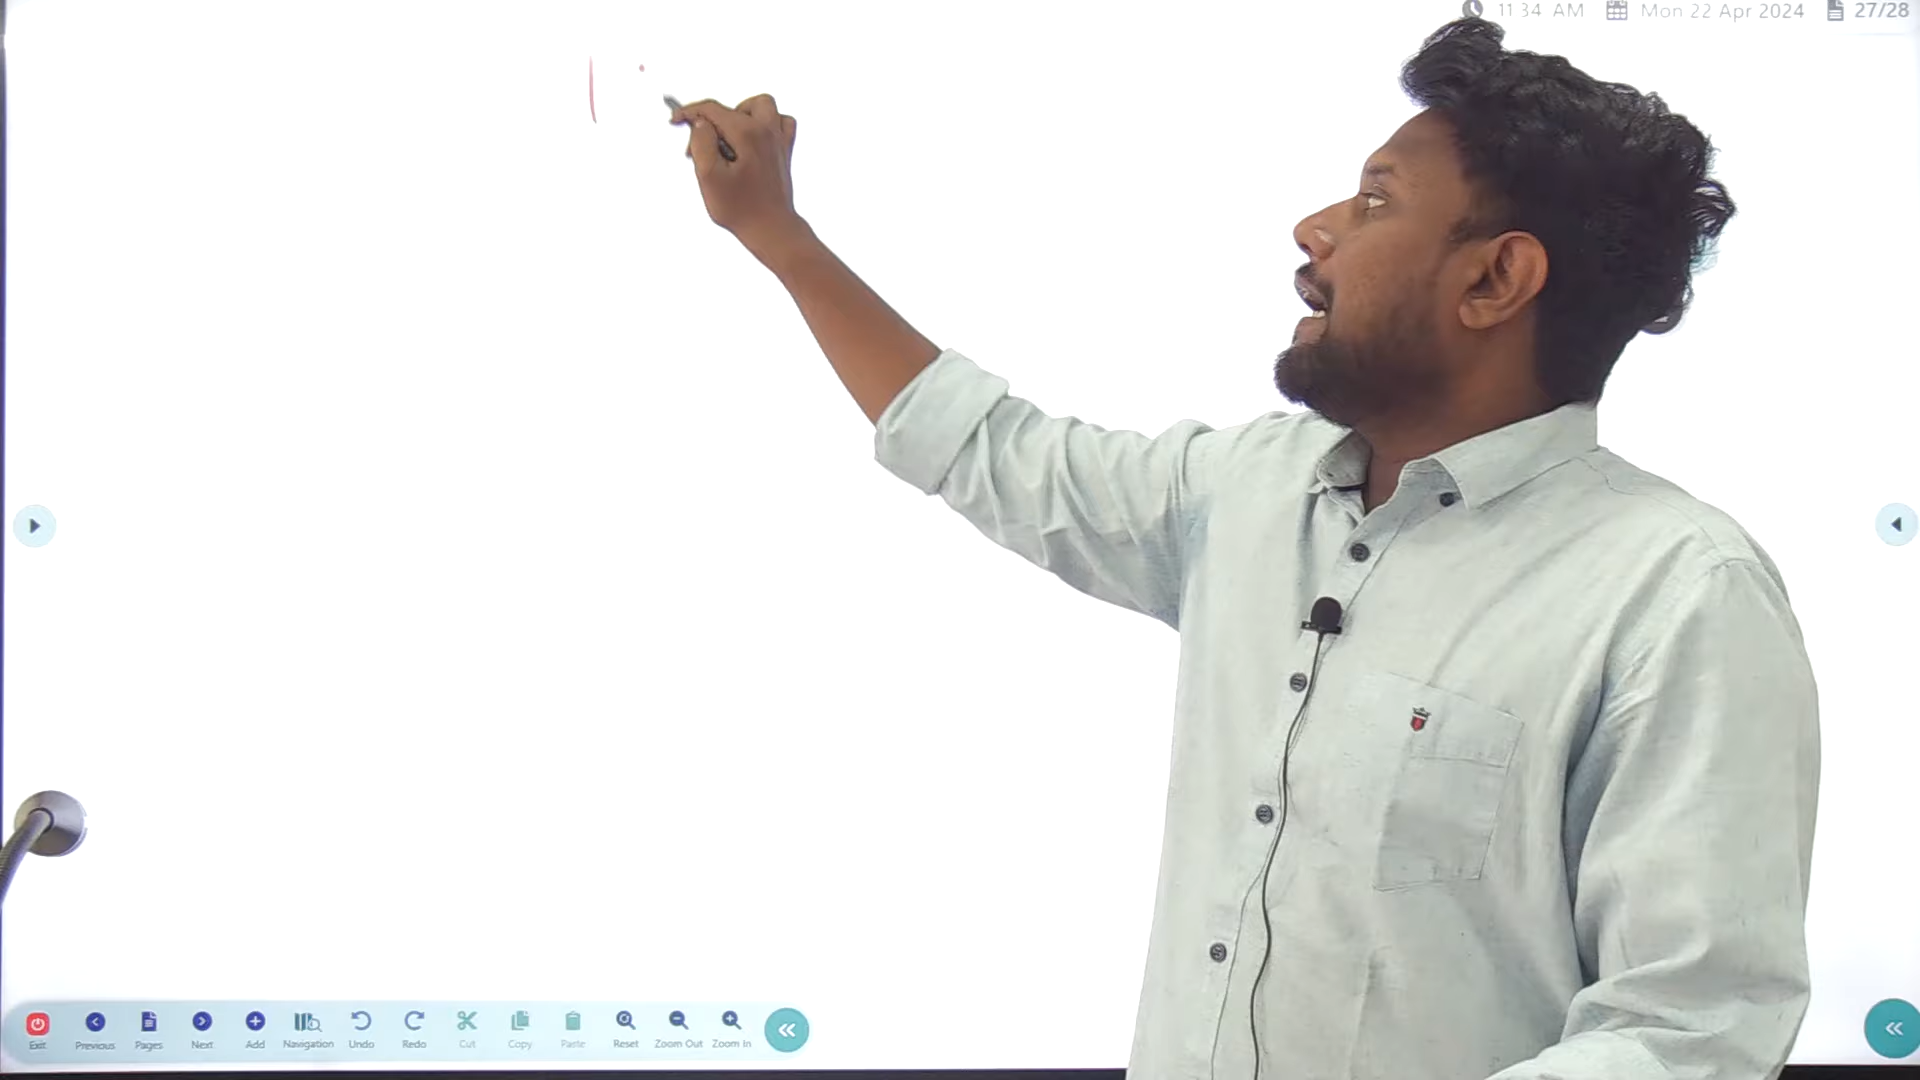 11 34 AM Mon 22 Apr 2024 27/28
Exit Previous Pages Next Add Navigation Undo Redo Cut Copy Paste Reset Zoom Out Zoom In